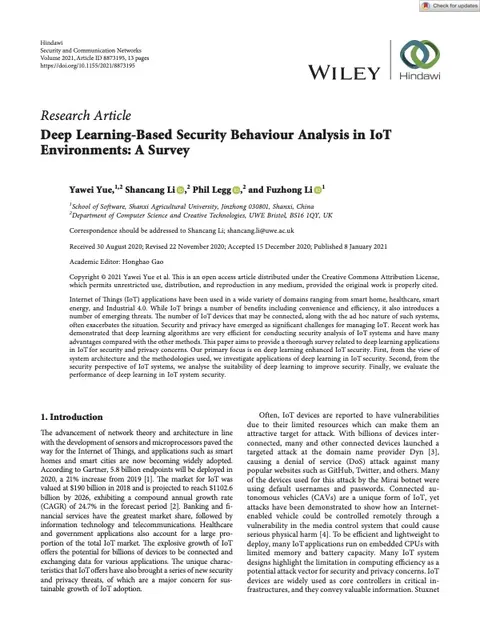 Check for updates
Hindawi
Security and Communication Networks
Volume 2021, Article ID 8873195, 13 pages
https://doi.org/10.1155/2021/8873195
WILEY
Hindawi
Research Article
Deep Learning-Based Security Behaviour Analysis in IoT
Environments: A Survey
Yawei Yue,1,2 Shancang Li,2 Phil Legg,2 and Fuzhong Li1
1School of Software, Shanxi Agricultural University, Jinzhong 030801, Shanxi, China
2Department of Computer Science and Creative Technologies, UWE Bristol, BS16 1QY, UK
Correspondence should be addressed to Shancang Li; shancang.li@uwe.ac.uk
Received 30 August 2020; Revised 22 November 2020; Accepted 15 December 2020; Published 8 January 2021
Academic Editor: Honghao Gao
Copyright © 2021 Yawei Yue et al. This is an open access article distributed under the Creative Commons Attribution License,
which permits unrestricted use, distribution, and reproduction in any medium, provided the original work is properly cited.
Internet of Things (IoT) applications have been used in a wide variety of domains ranging from smart home, healthcare, smart
energy, and Industrial 4.0. While IoT brings a number of benefits including convenience and efficiency, it also introduces a
number of emerging threats. The number of IoT devices that may be connected, along with the ad hoc nature of such systems,
often exacerbates the situation. Security and privacy have emerged as significant challenges for managing IoT. Recent work has
demonstrated that deep learning algorithms are very efficient for conducting security analysis of IoT systems and have many
advantages compared with the other methods. This paper aims to provide a thorough survey related to deep learning applications
in IoT for security and privacy concerns. Our primary focus is on deep learning enhanced IoT security. First, from the view of
system architecture and the methodologies used, we investigate applications of deep learning in IoT security. Second, from the
security perspective of IoT systems, we analyse the suitability of deep learning to improve security. Finally, we evaluate the
performance of deep learning in IoT system security.
1. Introduction
The advancement of network theory and architecture in line
with the development of sensors and microprocessors paved the
way for the Internet of Things, and applications such as smart
homes and smart cities are now becoming widely adopted.
According to Gartner, 5.8 billion endpoints will be deployed in
2020, a 21% increase from 2019 [1]. The market for IoT was
valued at $190 billion in 2018 and is projected to reach $1102.6
billion by 2026, exhibiting a compound annual growth rate
(CAGR) of 24.7% in the forecast period [2]. Banking and fi-
nancial services have the greatest market share, followed by
information technology and telecommunications. Healthcare
and government applications also account for a large pro-
portion of the total IoT market. The explosive growth of IoT
offers the potential for billions of devices to be connected and
exchanging data for various applications. The unique charac-
teristics that IoT offers have also brought a series of new security
and privacy threats, of which are a major concern for sus-
tainable growth of IoT adoption.
Often, IoT devices are reported to have vulnerabilities
due to their limited resources which can make them an
attractive target for attack. With billions of devices inter-
connected, many and other connected devices launched a
targeted attack at the domain name provider Dyn [3],
causing a denial of service (DoS) attack against many
popular websites such as GitHub, Twitter, and others. Many
of the devices used for this attack by the Mirai botnet were
using default usernames and passwords. Connected au-
tonomous vehicles (CAVs) are a unique form of IoT, yet
attacks have been demonstrated to show how an Internet-
enabled vehicle could be controlled remotely through a
vulnerability in the media control system that could cause
serious physical harm [4]. To be efficient and lightweight to
deploy, many IoT applications run on embedded CPUs with
limited memory and battery capacity. Many IoT system
designs highlight the limitation in computing efficiency as a
potential attack vector for security and privacy concerns. IoT
devices are widely used as core controllers in critical in-
frastructures, and they convey valuable information. Stuxnet